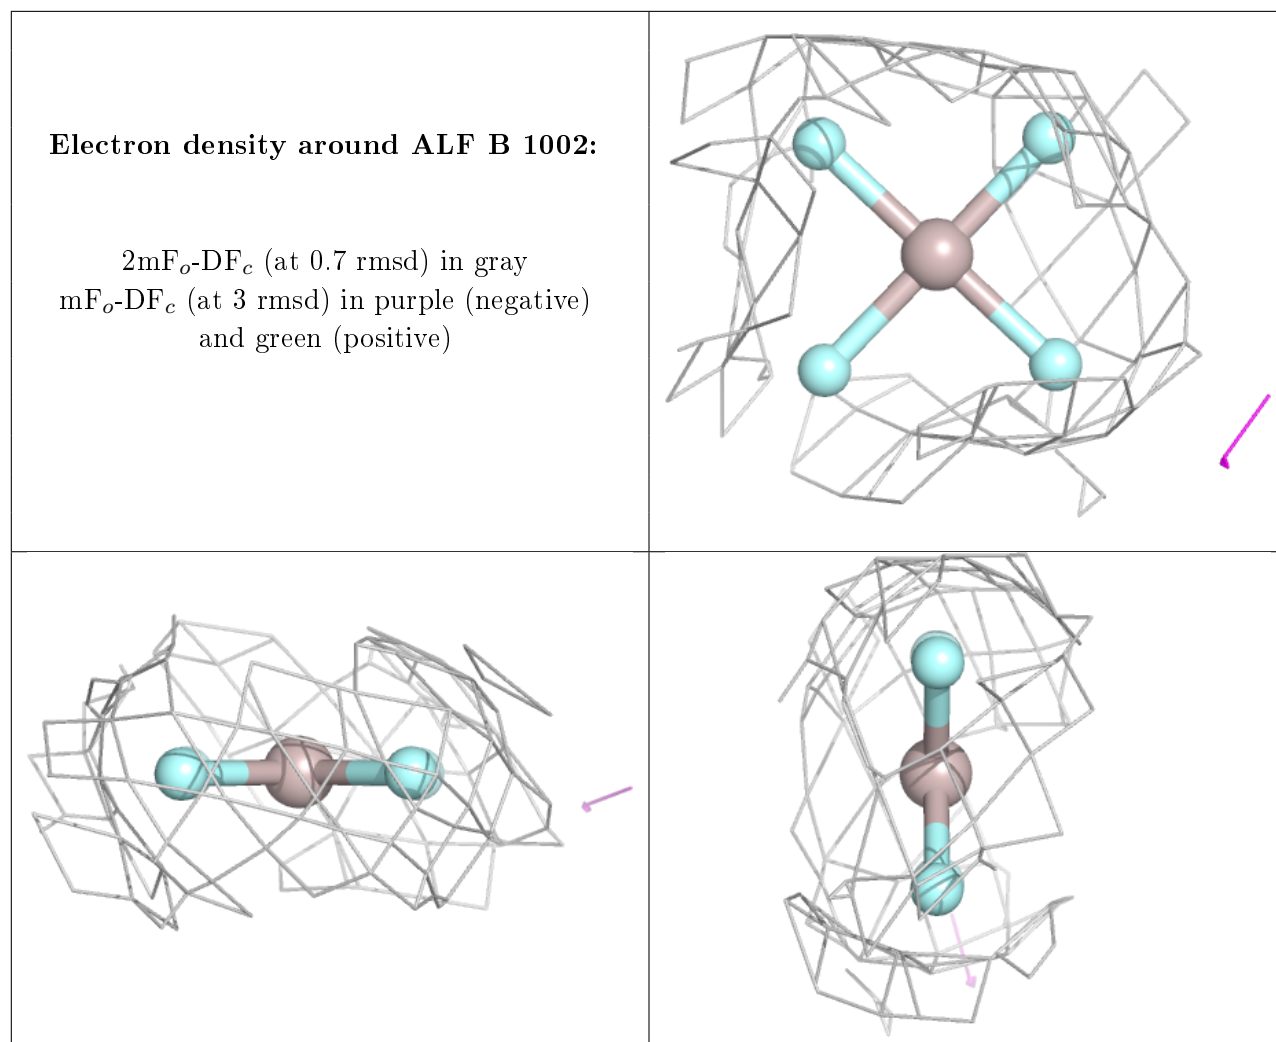 Electron density around ALF B 1002:
2mFₒ-DF𝒸 (at 0.7 rmsd) in gray
mFₒ-DF𝒸 (at 3 rmsd) in purple (negative)
and green (positive)